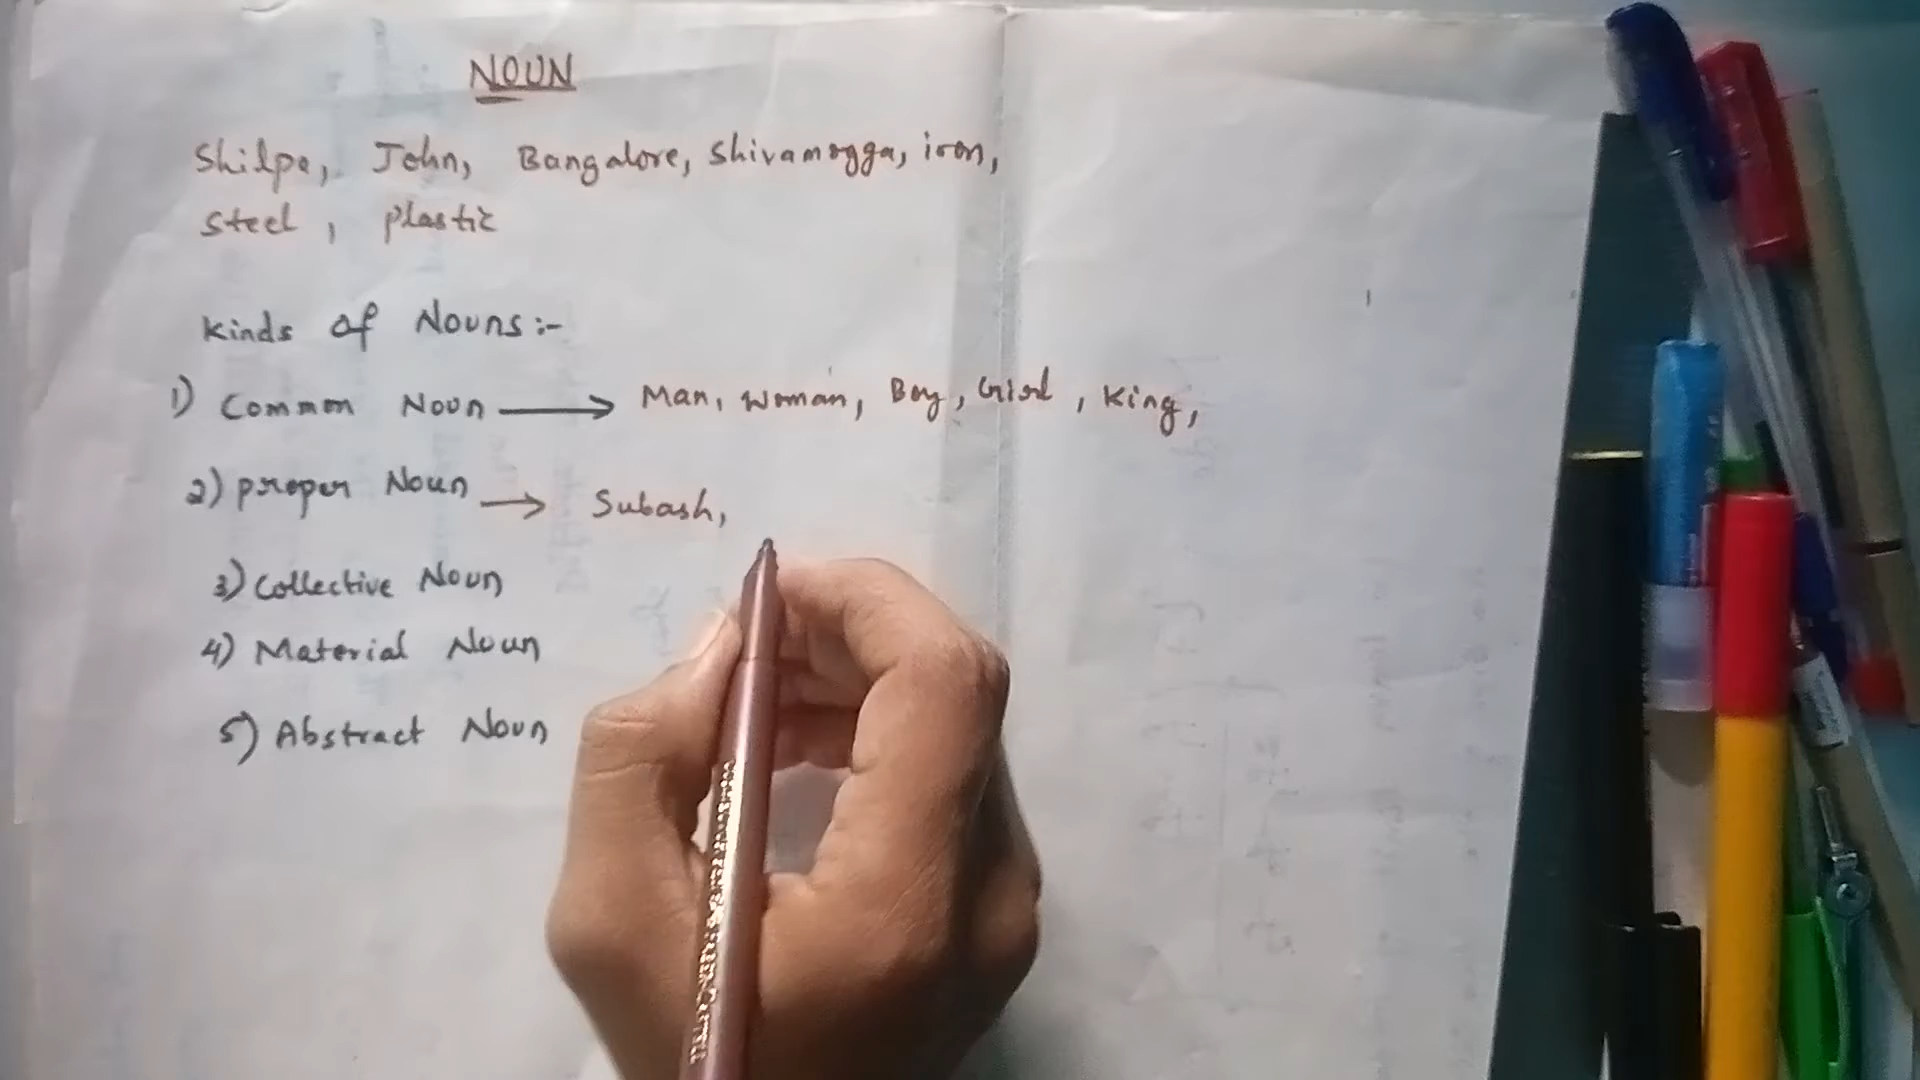 NOUN
Shilpa, John, Bangalore, Shivamogga, iron,
steel, plastic
Kinds of Nouns :-
1) Common Noun → Man, Woman, Boy, Girl, King,
2) proper Noun → Subash,
3) Collective Noun
4) Material Noun
5) Abstract Noun